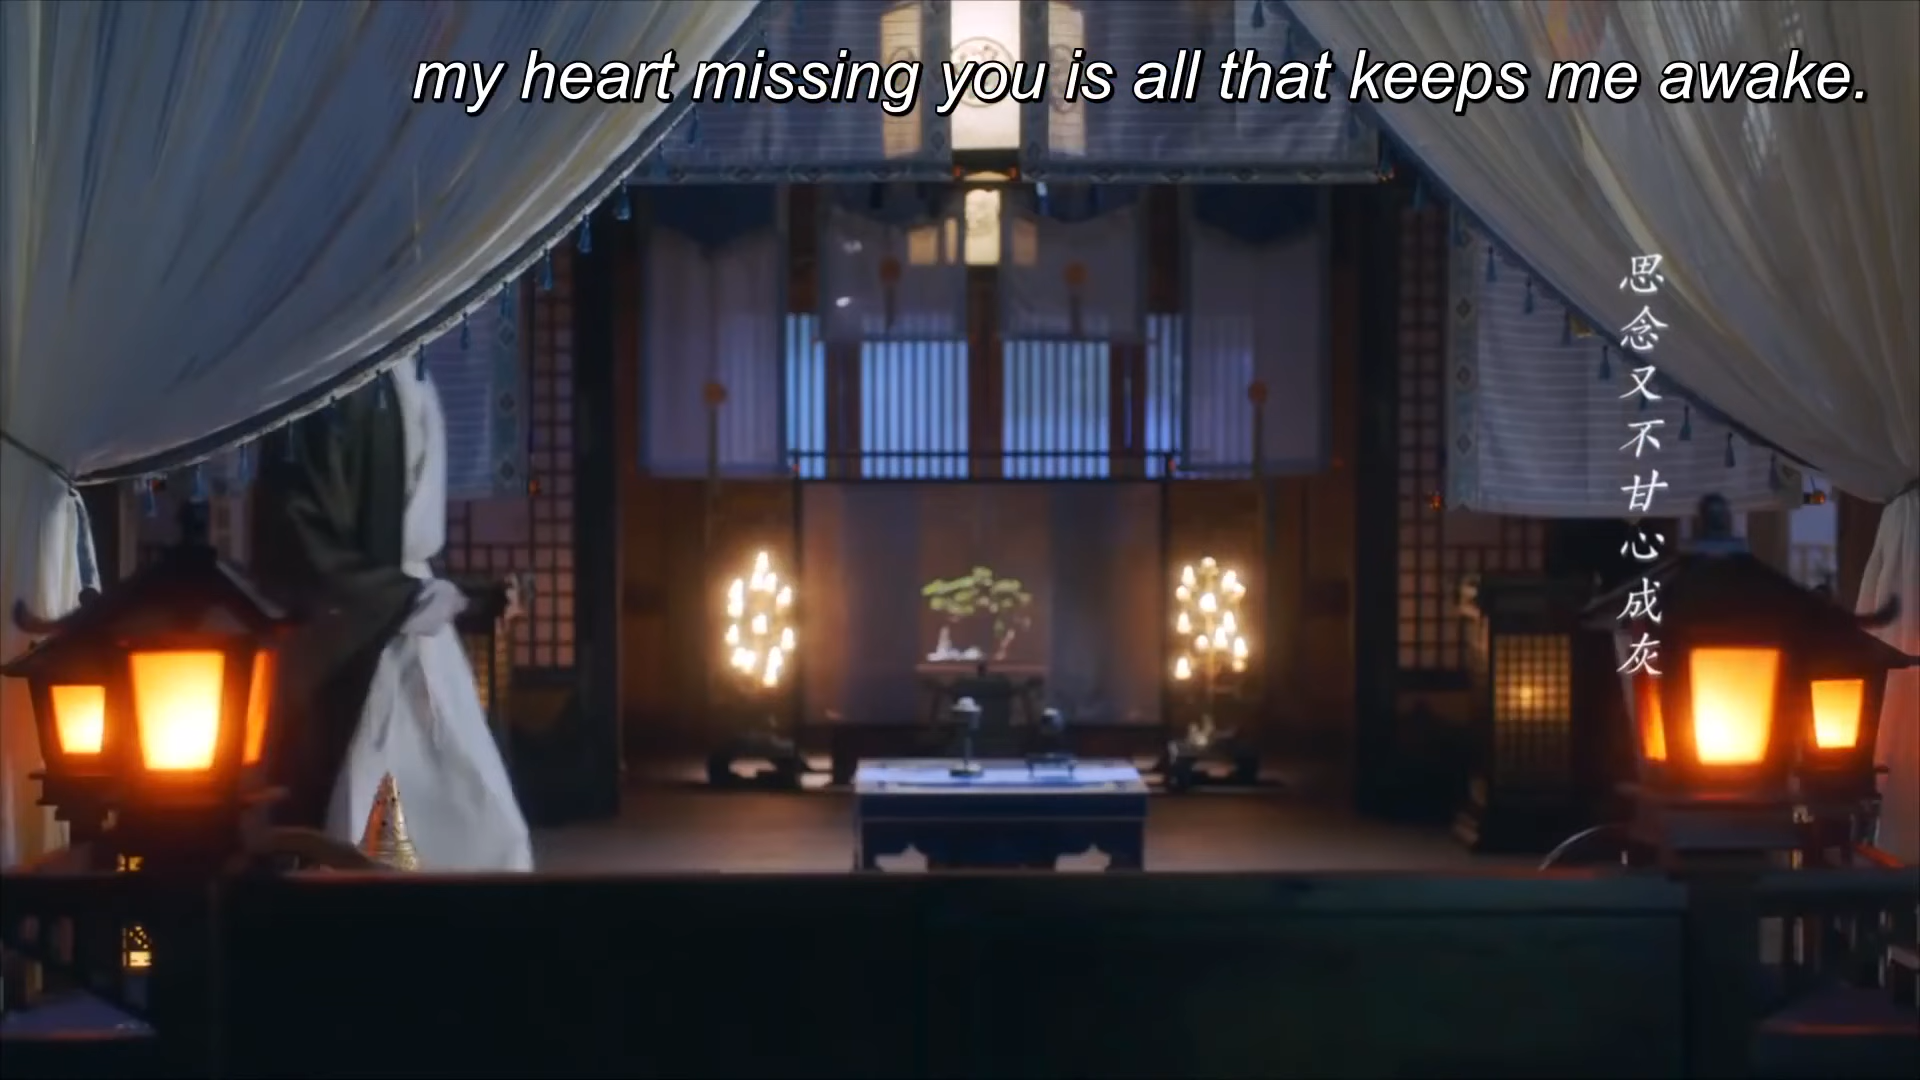 my heart missing you is all that keeps me awake.
思念又不甘心成灰